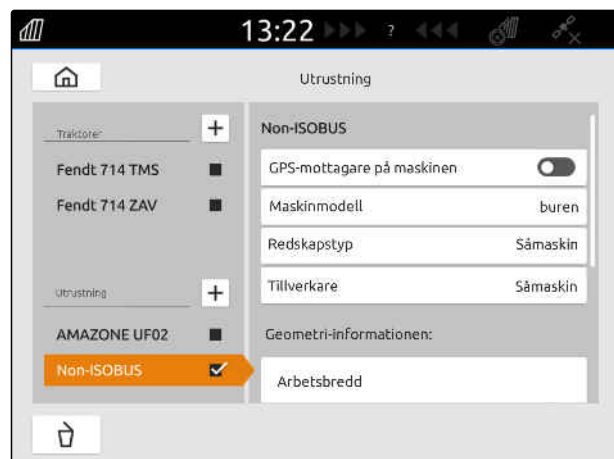 13:22
?
Utrustning
Traktorer
Fendt 714 TMS
Fendt 714 ZAV
Utrustning
AMAZONE UF02
Non-ISOBUS
Non-ISOBUS
GPS-mottagare på maskinen
Maskinmodell buren
Redskapstyp Såmaskin
Tillverkare Såmaskin
Geometri-informationen:
Arbetsbredd